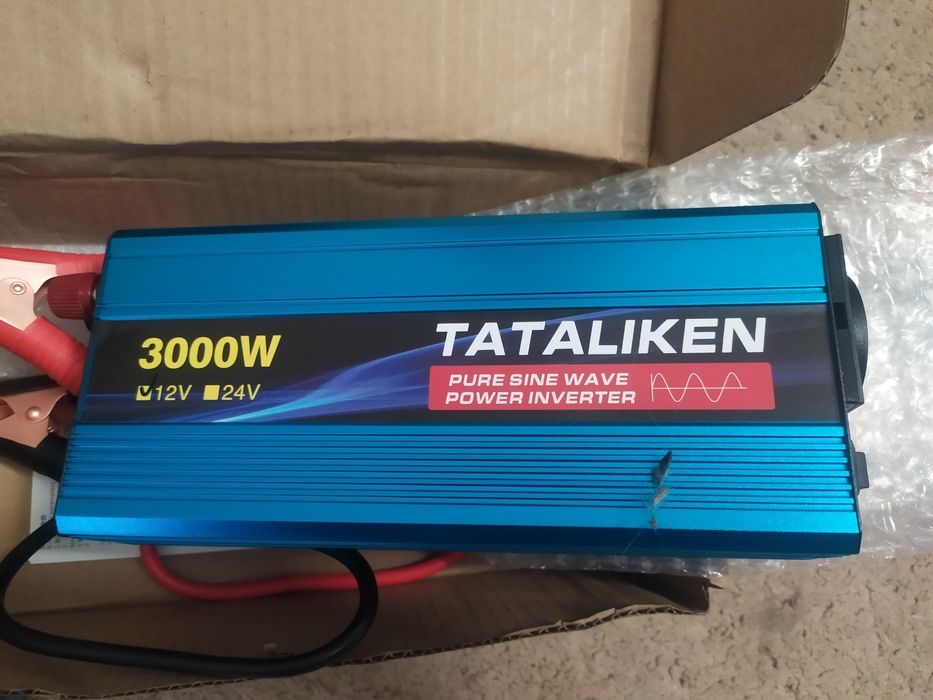 3000W
12V 24V
TATALIKEN
PURE SINE WAVE
POWER INVERTER